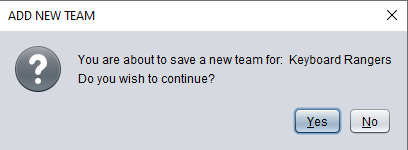 ADD NEW TEAM
You are about to save a new team for: Keyboard Rangers
Do you wish to continue?
Yes No